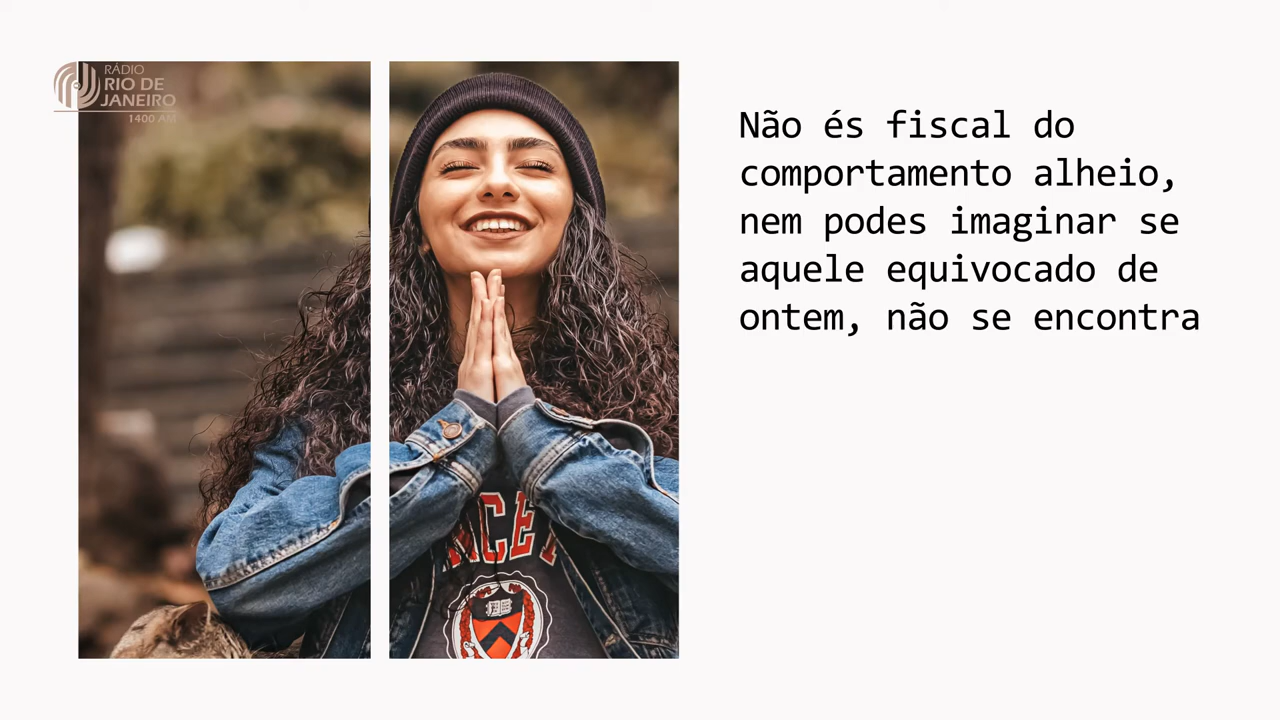 RÁDIO
RIO DE
JANEIRO
1400 AM
Não és fiscal do
comportamento alheio,
nem podes imaginar se
aquele equivocado de
ontem, não se encontra